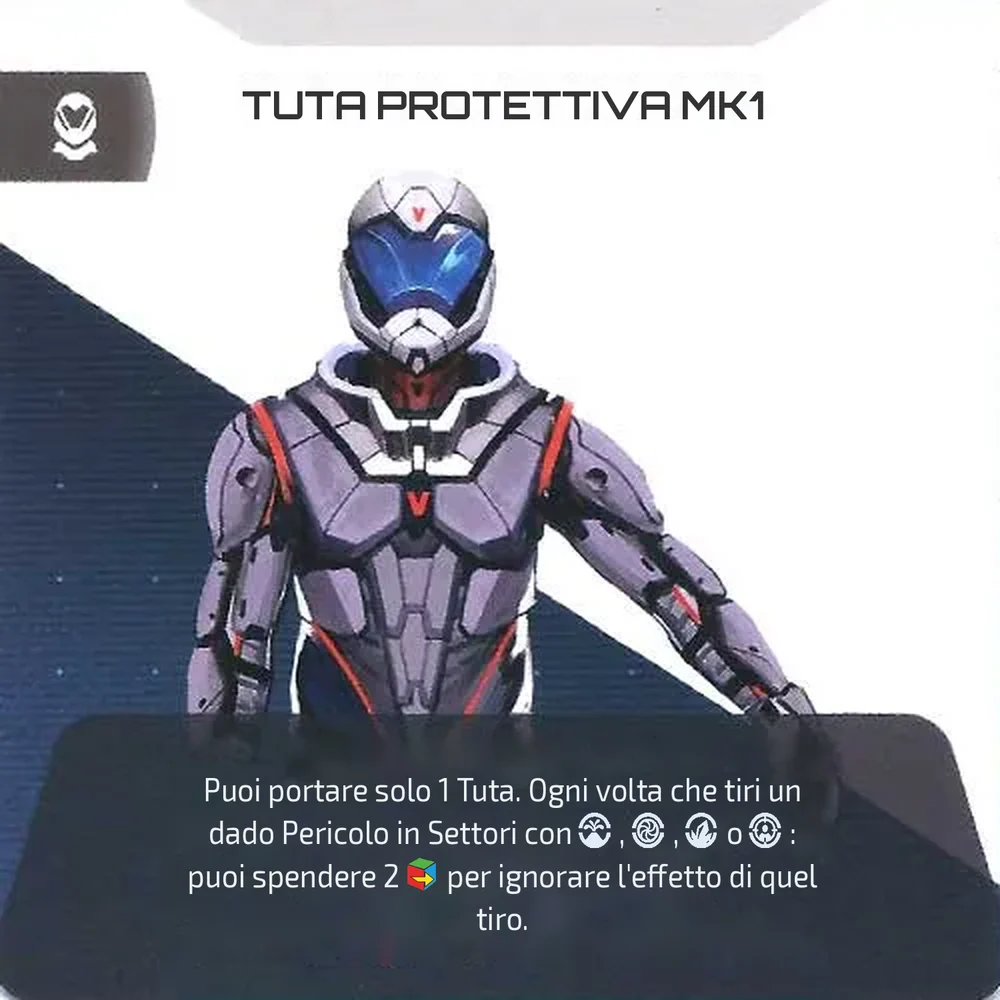 TUTA PROTETTIVA MK1
V
V
Puoi portare solo 1 Tuta. Ogni volta che tiri un
dado Pericolo in Settori con , , o :
puoi spendere 2 per ignorare l'effetto di quel
tiro.